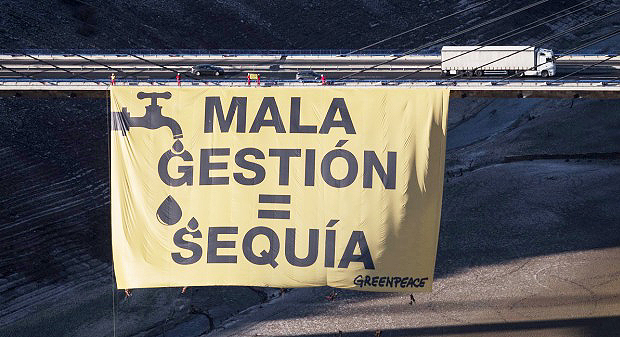 MALA
GESTIÓN
=
SEQUÍA
GREENPEACE